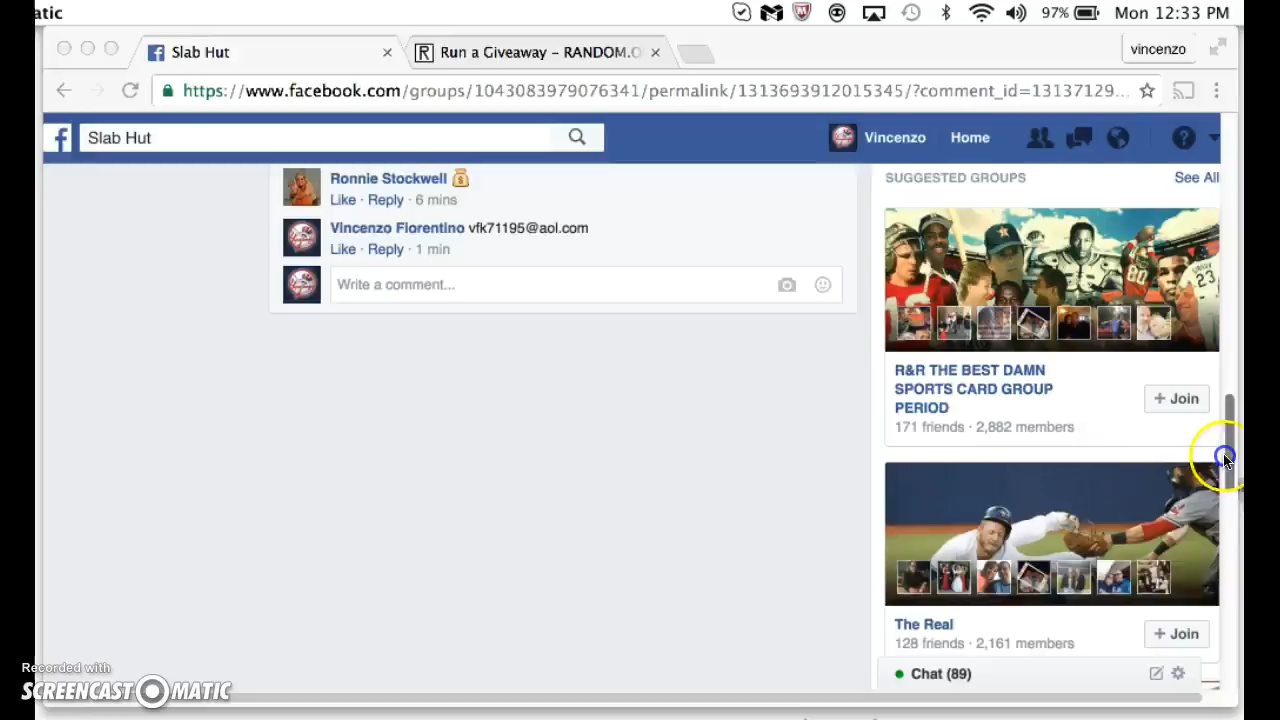 atic
97% Mon 12:33 PM
Slab Hut
R Run a Giveaway – RANDOM.O
vincenzo
https://www.facebook.com/groups/1043083979076341/permalink/1313693912015345/?comment_id=13137129...
f Slab Hut
Vincenzo Home
Ronnie Stockwell 💰
Like · Reply · 6 mins
Vincenzo Fiorentino vfk71195@aol.com
Like · Reply · 1 min
Write a comment...
SUGGESTED GROUPS See All
80
23
R&R THE BEST DAMN
SPORTS CARD GROUP
PERIOD
+ Join
171 friends · 2,882 members
The Real
+ Join
128 friends · 2,161 members
Chat (89)
Recorded with
SCREENCAST O MATIC